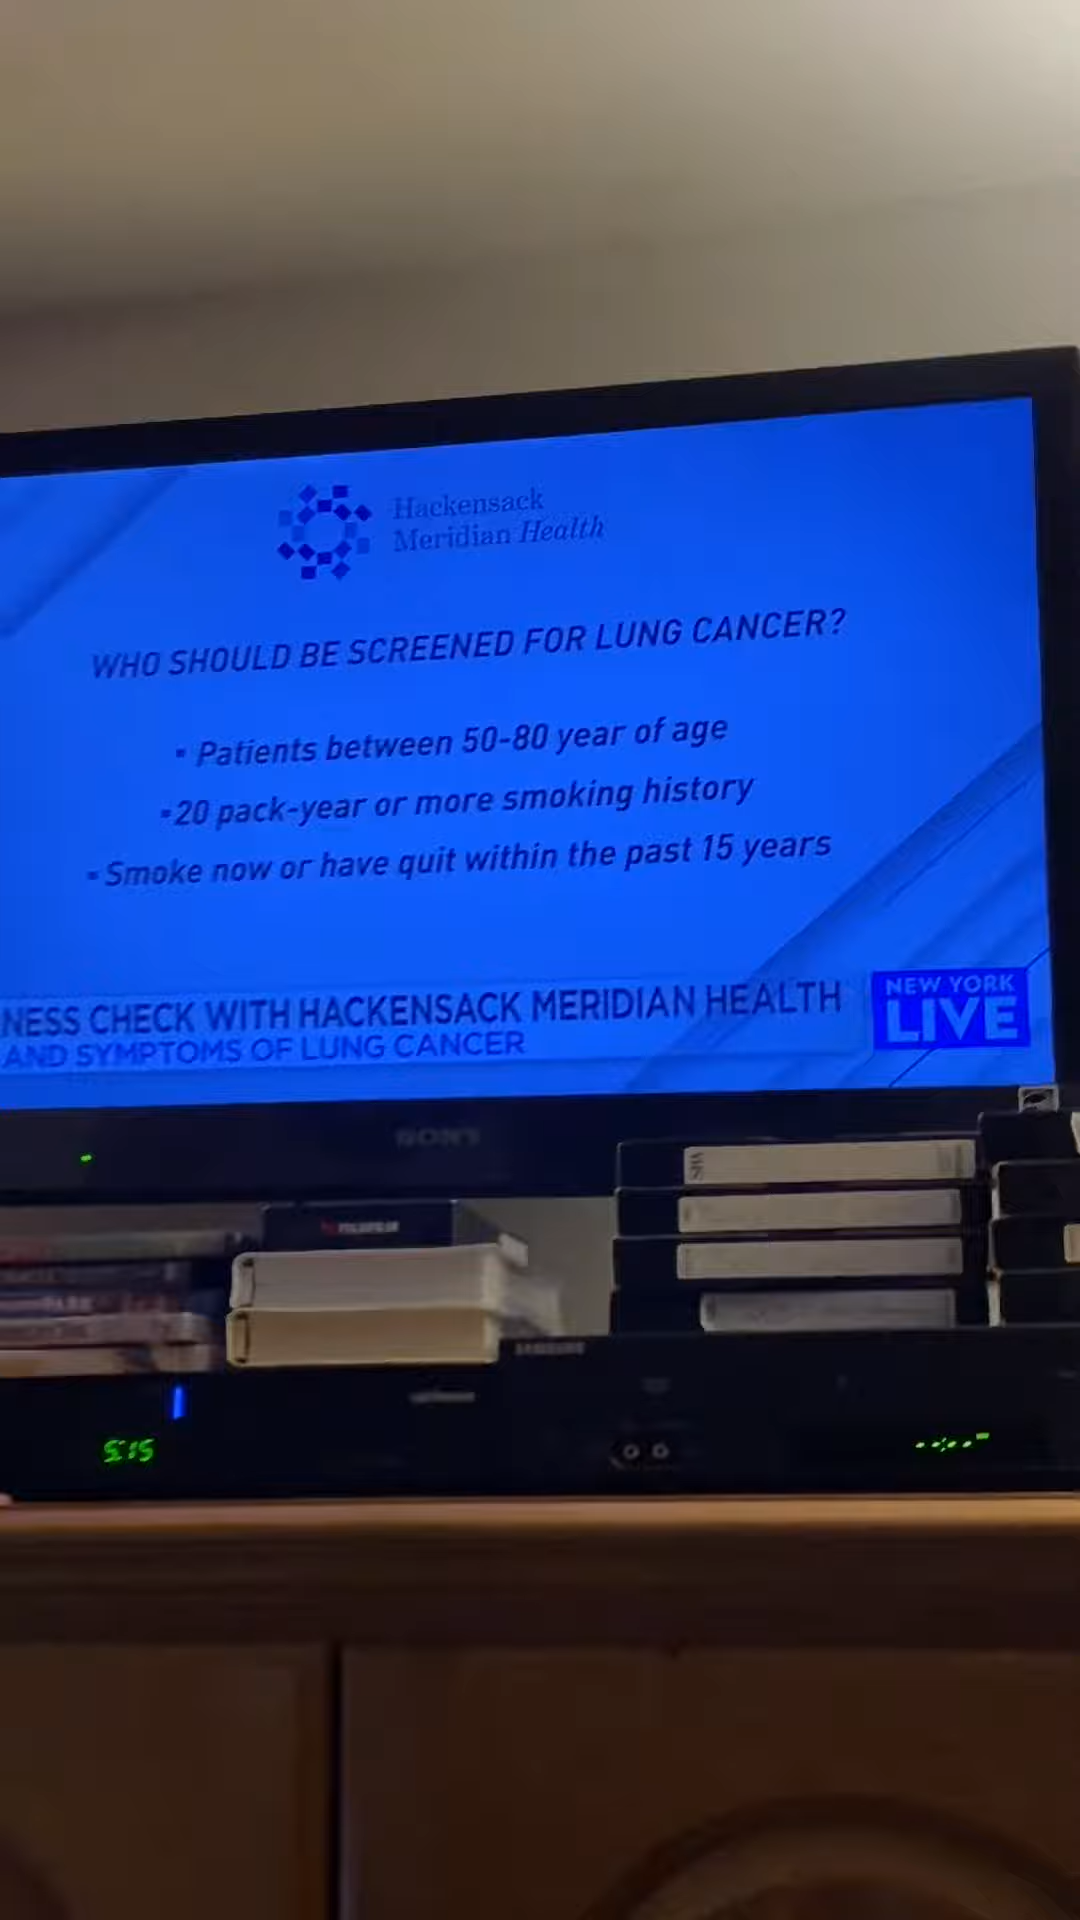 Hackensack
Meridian Health
WHO SHOULD BE SCREENED FOR LUNG CANCER?
▪ Patients between 50-80 year of age
▪20 pack-year or more smoking history
▪Smoke now or have quit within the past 15 years
NESS CHECK WITH HACKENSACK MERIDIAN HEALTH
AND SYMPTOMS OF LUNG CANCER
NEW YORK
LIVE
SONY
VHS
SAMSUNG
5:15